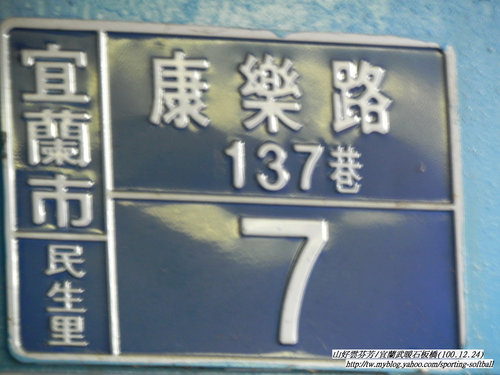 宜蘭市
民生里
康樂路
137巷
7
山好雲芬芳/宜蘭武暖石板橋(100.12.24)
http://tw.myblog.yahoo.com/sporting-softball